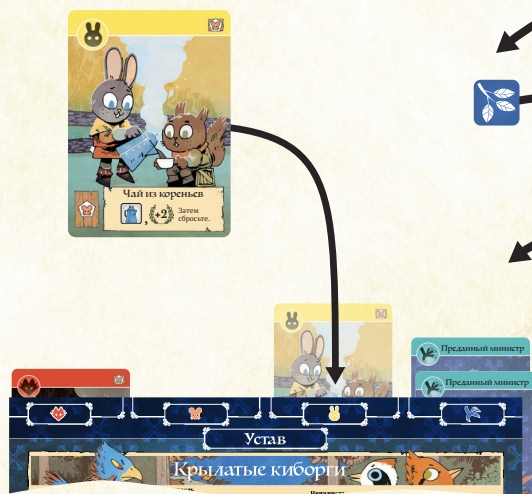 Чай из кореньев
+2
Затем
сбросьте.
Преданный министр
Преданный министр
Устав
Крылатые киборги